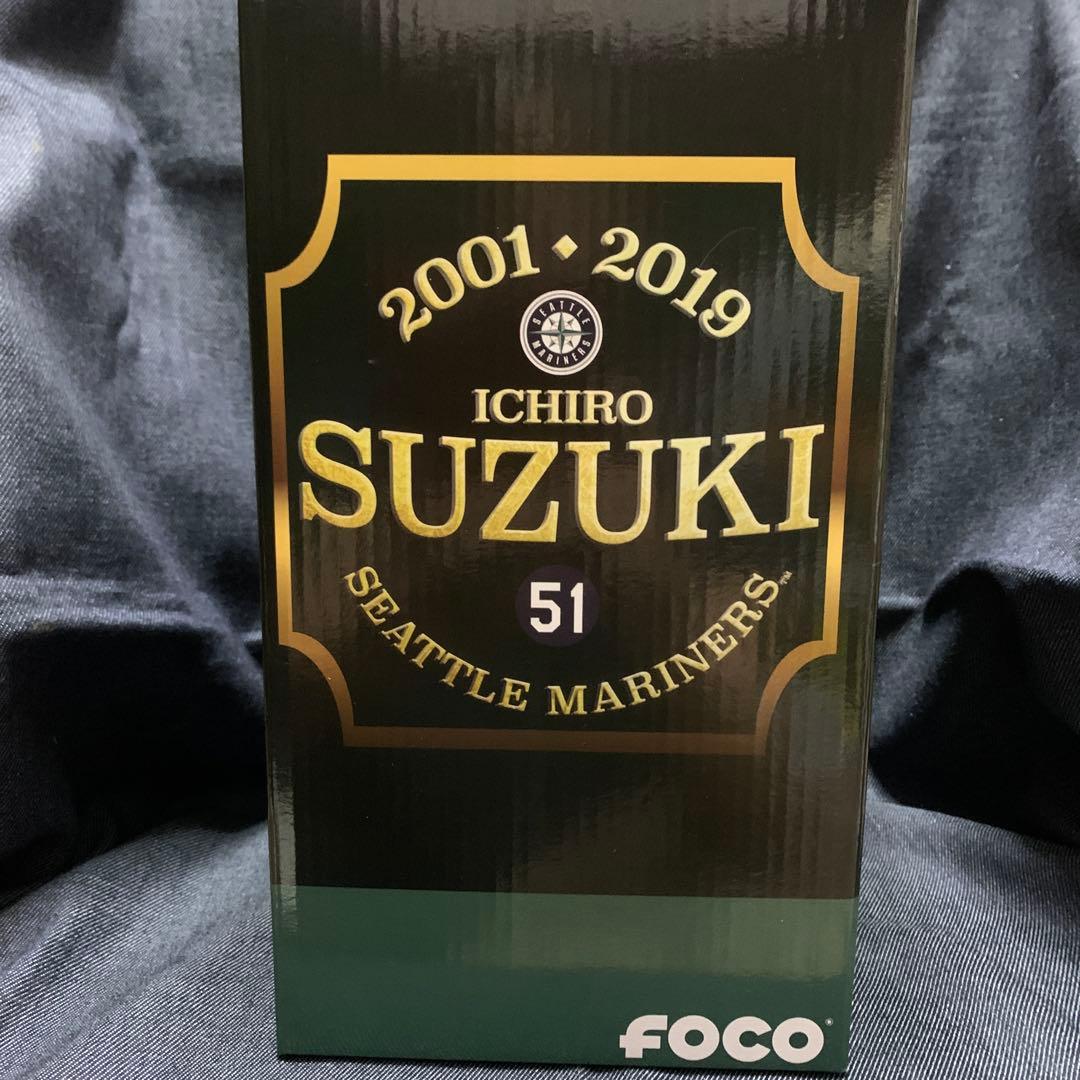 2001 ◆ 2019
SEATTLE
MARINERS
ICHIRO
SUZUKI
51
SEATTLE MARINERS™
FOCO®